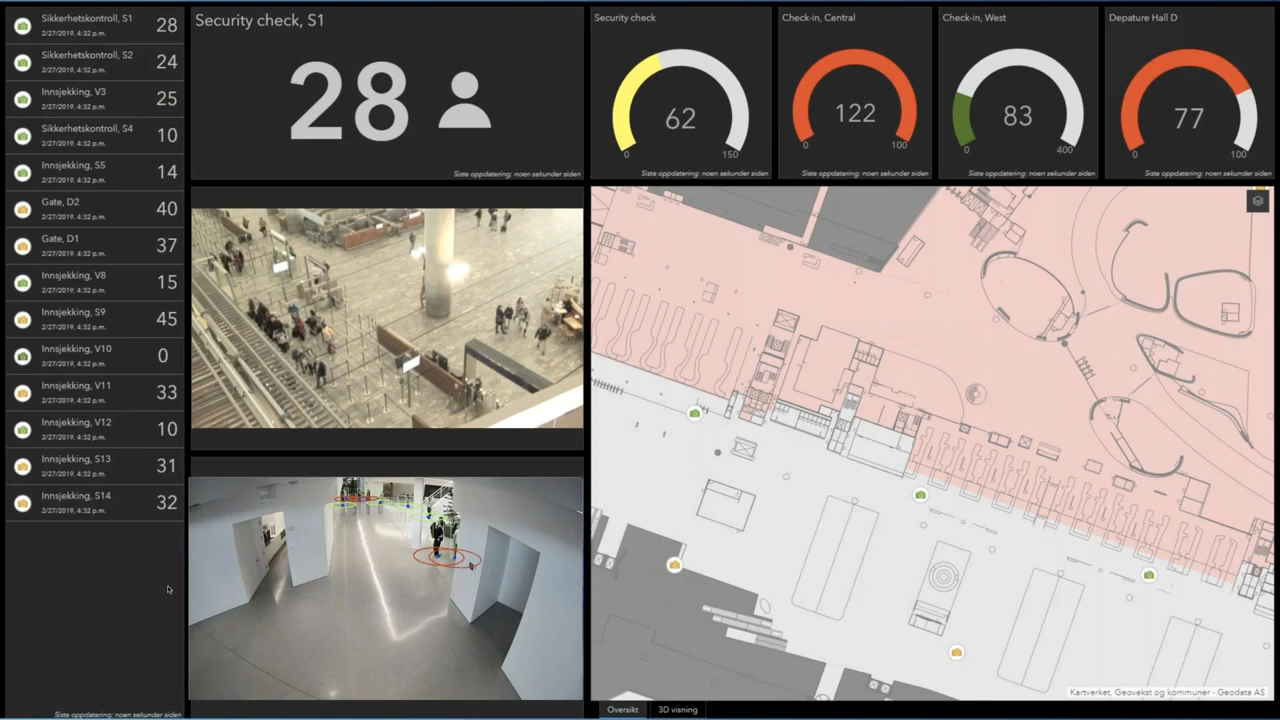 Sikkerhetskontroll, S1
2/27/2019, 4:32 p.m.
28
Sikkerhetskontroll, S2
2/27/2019, 4:32 p.m.
24
Innsjekking, V3
2/27/2019, 4:32 p.m.
25
Sikkerhetskontroll, S4
2/27/2019, 4:32 p.m.
10
Innsjekking, S5
2/27/2019, 4:32 p.m.
14
Gate, D2
2/27/2019, 4:32 p.m.
40
Gate, D1
2/27/2019, 4:32 p.m.
37
Innsjekking, V8
2/27/2019, 4:32 p.m.
15
Innsjekking, S9
2/27/2019, 4:32 p.m.
45
Innsjekking, V10
2/27/2019, 4:32 p.m.
0
Innsjekking, V11
2/27/2019, 4:32 p.m.
33
Innsjekking, V12
2/27/2019, 4:32 p.m.
10
Innsjekking, S13
2/27/2019, 4:32 p.m.
31
Innsjekking, S14
2/27/2019, 4:32 p.m.
32
Siste oppdatering: noen sekunder siden
Security check, S1
28
Siste oppdatering: noen sekunder siden
Security check
62
0
150
Siste oppdatering: noen sekunder siden
Check-in, Central
122
0
100
Siste oppdatering: noen sekunder siden
Check-in, West
83
0
400
Siste oppdatering: noen sekunder siden
Depature Hall D
77
0
100
Siste oppdatering: noen sekunder siden
Kartverket, Geovekst og kommuner - Geodata AS
Oversikt
3D visning